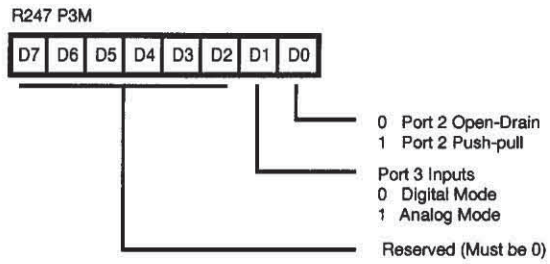 R247 P3M
D7 D6 D5 D4 D3 D2 D1 D0
0 Port 2 Open-Drain
1 Port 2 Push-pull
Port 3 Inputs
0 Digital Mode
1 Analog Mode
Reserved (Must be 0)